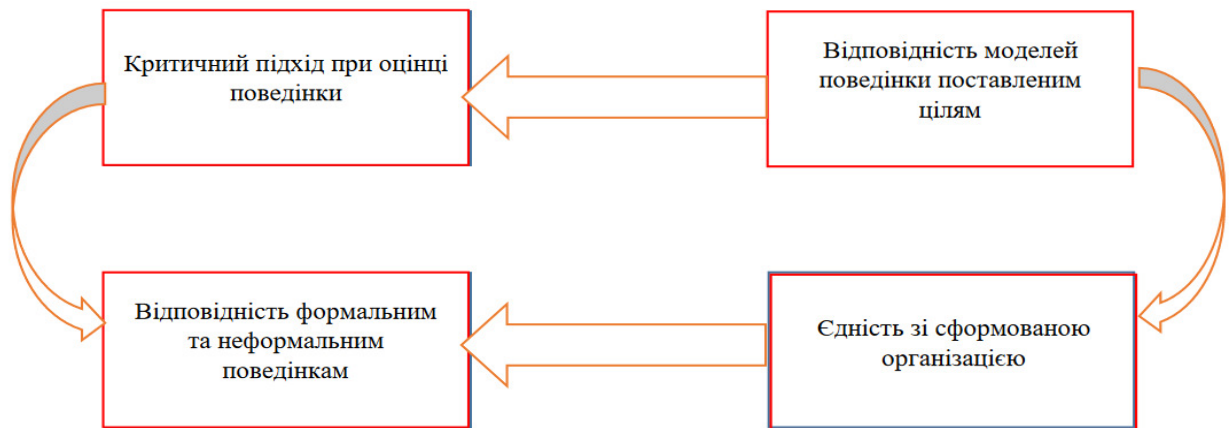 Критичний підхід при оцінці
поведінки
Відповідність моделей
поведінки поставленим
цілям
Відповідність формальним
та неформальним
поведінкам
Єдність зі сформованою
організацією